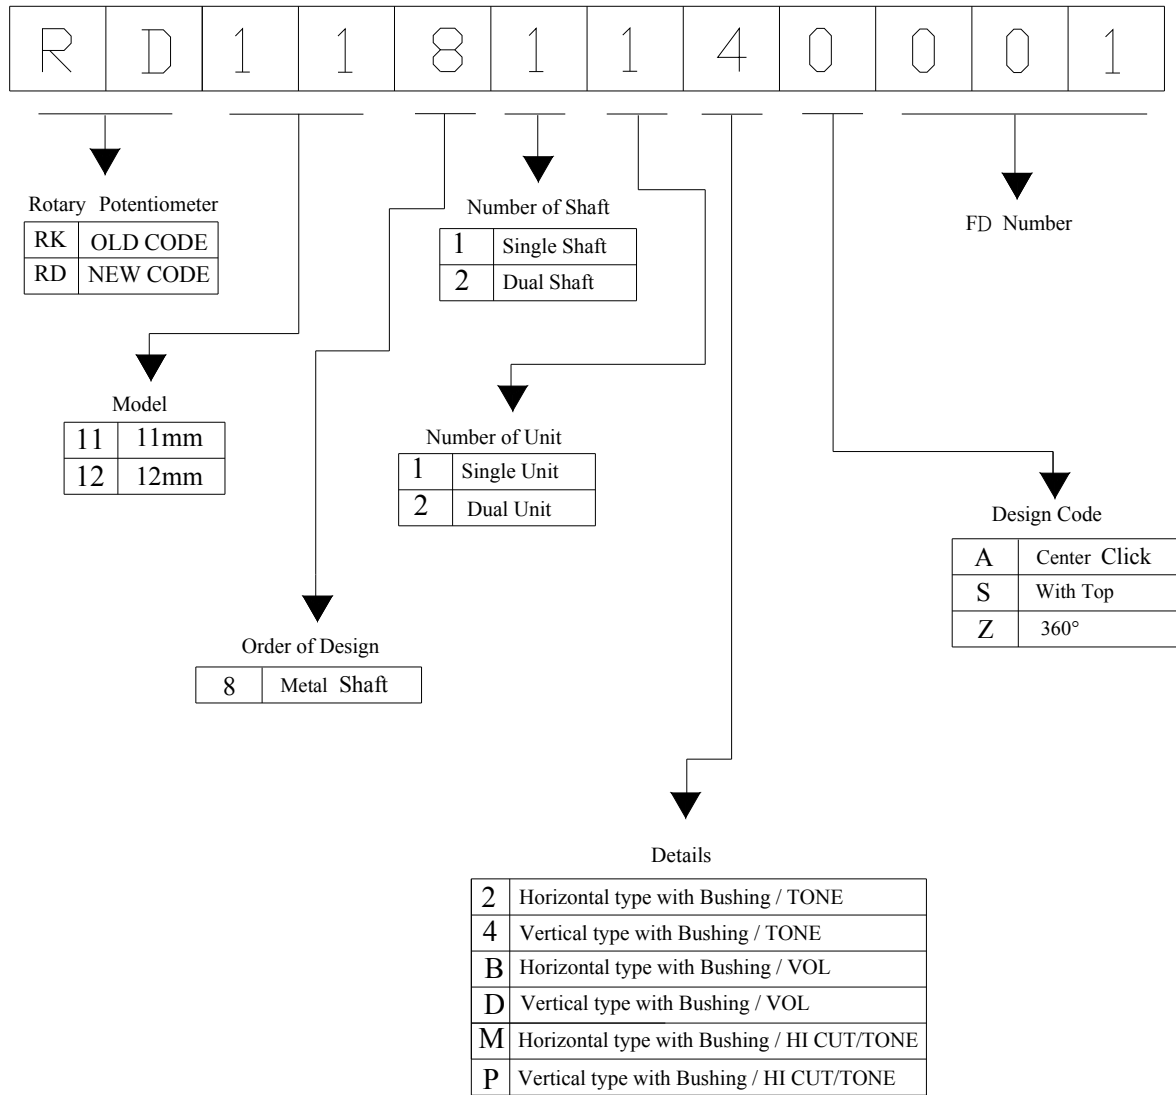 R D 1 1 8 1 1 4 0 0 0 1
Rotary Potentiometer
RK OLD CODE
RD NEW CODE
Number of Shaft
1 Single Shaft
2 Dual Shaft
FD Number
Model
11 11mm
12 12mm
Number of Unit
1 Single Unit
2 Dual Unit
Design Code
A Center Click
S With Top
Z 360°
Order of Design
8 Metal Shaft
Details
2 Horizontal type with Bushing / TONE
4 Vertical type with Bushing / TONE
B Horizontal type with Bushing / VOL
D Vertical type with Bushing / VOL
M Horizontal type with Bushing / HI CUT/TONE
P Vertical type with Bushing / HI CUT/TONE